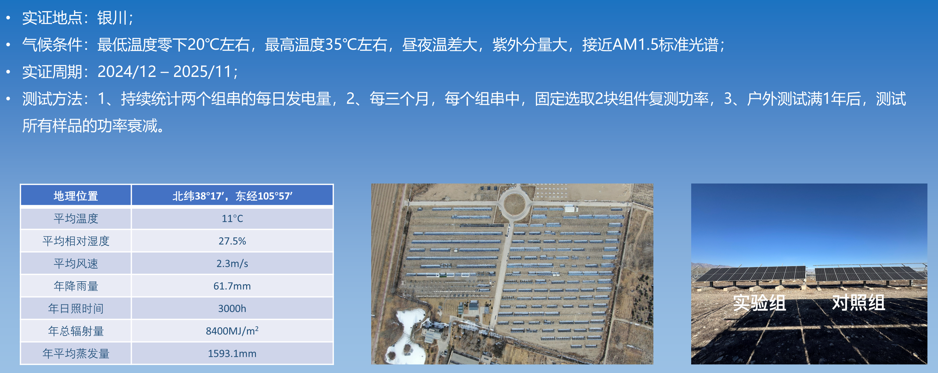 • 实证地点：银川；
• 气候条件：最低温度零下20℃左右，最高温度35℃左右，昼夜温差大，紫外分量大，接近AM1.5标准光谱；
• 实证周期：2024/12 – 2025/11；
• 测试方法：1、持续统计两个组串的每日发电量，2、每三个月，每个组串中，固定选取2块组件复测功率，3、户外测试满1年后，测试
所有样品的功率衰减。
地理位置 北纬38°17′，东经105°57′
平均温度 11°C
平均相对湿度 27.5%
平均风速 2.3m/s
年降雨量 61.7mm
年日照时间 3000h
年总辐射量 8400MJ/m²
年平均蒸发量 1593.1mm
实验组 对照组